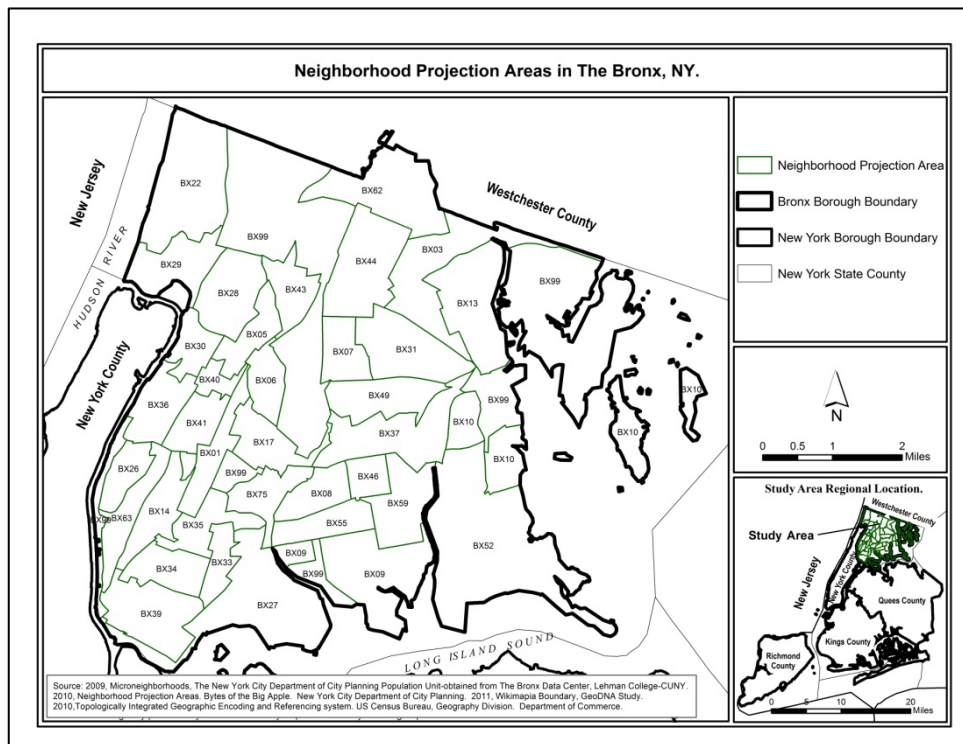 Neighborhood Projection Areas in The Bronx, NY.
New Jersey
HUDSON RIVER
New York County
Westchester County
BX22
BX62
BX99
BX03
BX44
BX29
BX28
BX43
BX99
BX13
BX05
BX30
BX07
BX31
BX40
BX06
BX10
BX49
BX36
BX99
BX41
BX37
BX10
BX10
BX17
BX01
BX26
BX99
BX46
BX10
BX75
BX08
BX59
BX14
BX99
BX63
BX35
BX55
BX52
BX09
BX33
BX34
BX99
BX09
BX27
BX39
LONG ISLAND SOUND
Source: 2009, Microneighborhoods, The New York City Department of City Planning Population Unit-obtained from The Bronx Data Center, Lehman College-CUNY.
2010, Neighborhood Projection Areas. Bytes of the Big Apple. New York City Department of City Planning. 2011, Wikimapia Boundary, GeoDNA Study.
2010,Topologically Integrated Geographic Encoding and Referencing system. US Census Bureau, Geography Division. Department of Commerce.
Neighborhood Projection Area
Bronx Borough Boundary
New York Borough Boundary
New York State County
N
0 0.5 1 2
Miles
Study Area Regional Location.
Westchester County
Study Area
New Jersey
New York County
Quees County
Kings County
Richmond
County
0 5 10 20
Miles